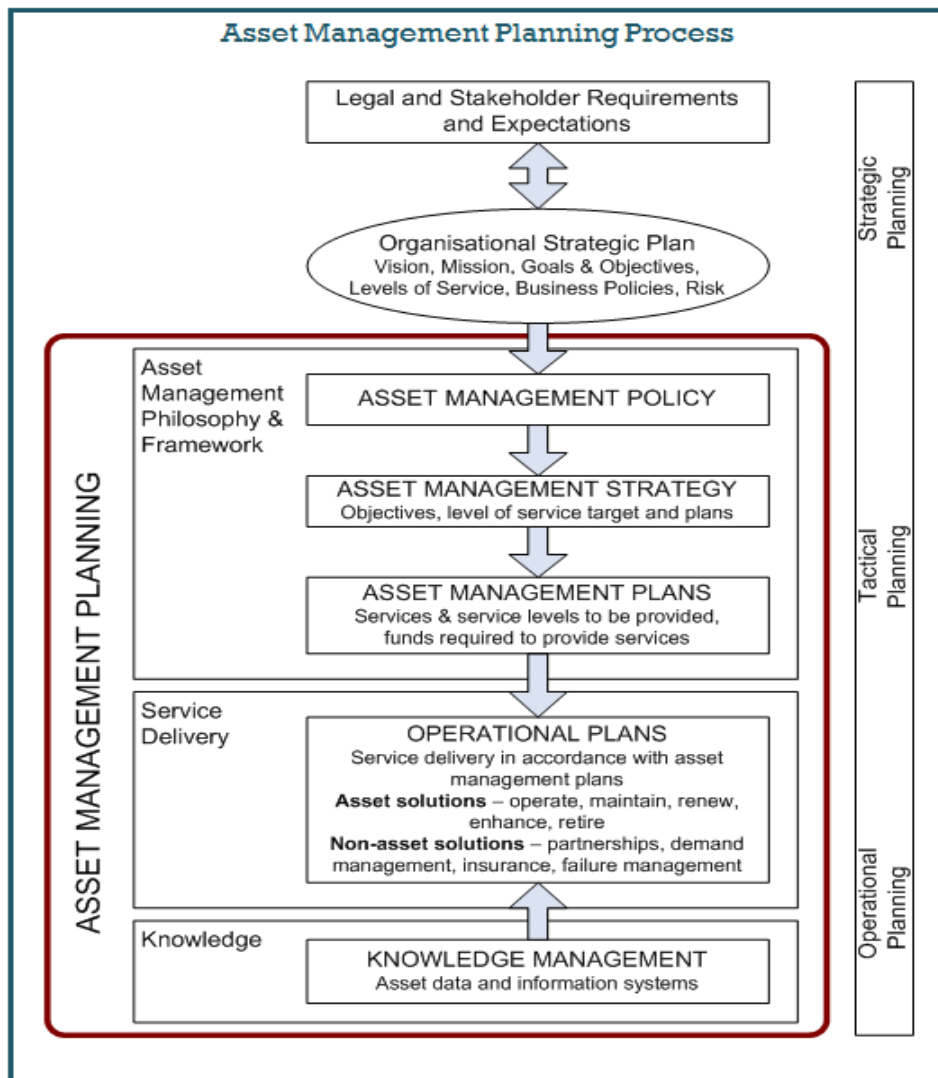 Asset Management Planning Process
Legal and Stakeholder Requirements
and Expectations
Organisational Strategic Plan
Vision, Mission, Goals & Objectives,
Levels of Service, Business Policies, Risk
Strategic
Planning
ASSET MANAGEMENT PLANNING
Asset
Management
Philosophy &
Framework
ASSET MANAGEMENT POLICY
ASSET MANAGEMENT STRATEGY
Objectives, level of service target and plans
ASSET MANAGEMENT PLANS
Services & service levels to be provided,
funds required to provide services
Tactical
Planning
Service
Delivery
OPERATIONAL PLANS
Service delivery in accordance with asset
management plans
Asset solutions – operate, maintain, renew,
enhance, retire
Non-asset solutions – partnerships, demand
management, insurance, failure management
Operational
Planning
Knowledge
KNOWLEDGE MANAGEMENT
Asset data and information systems